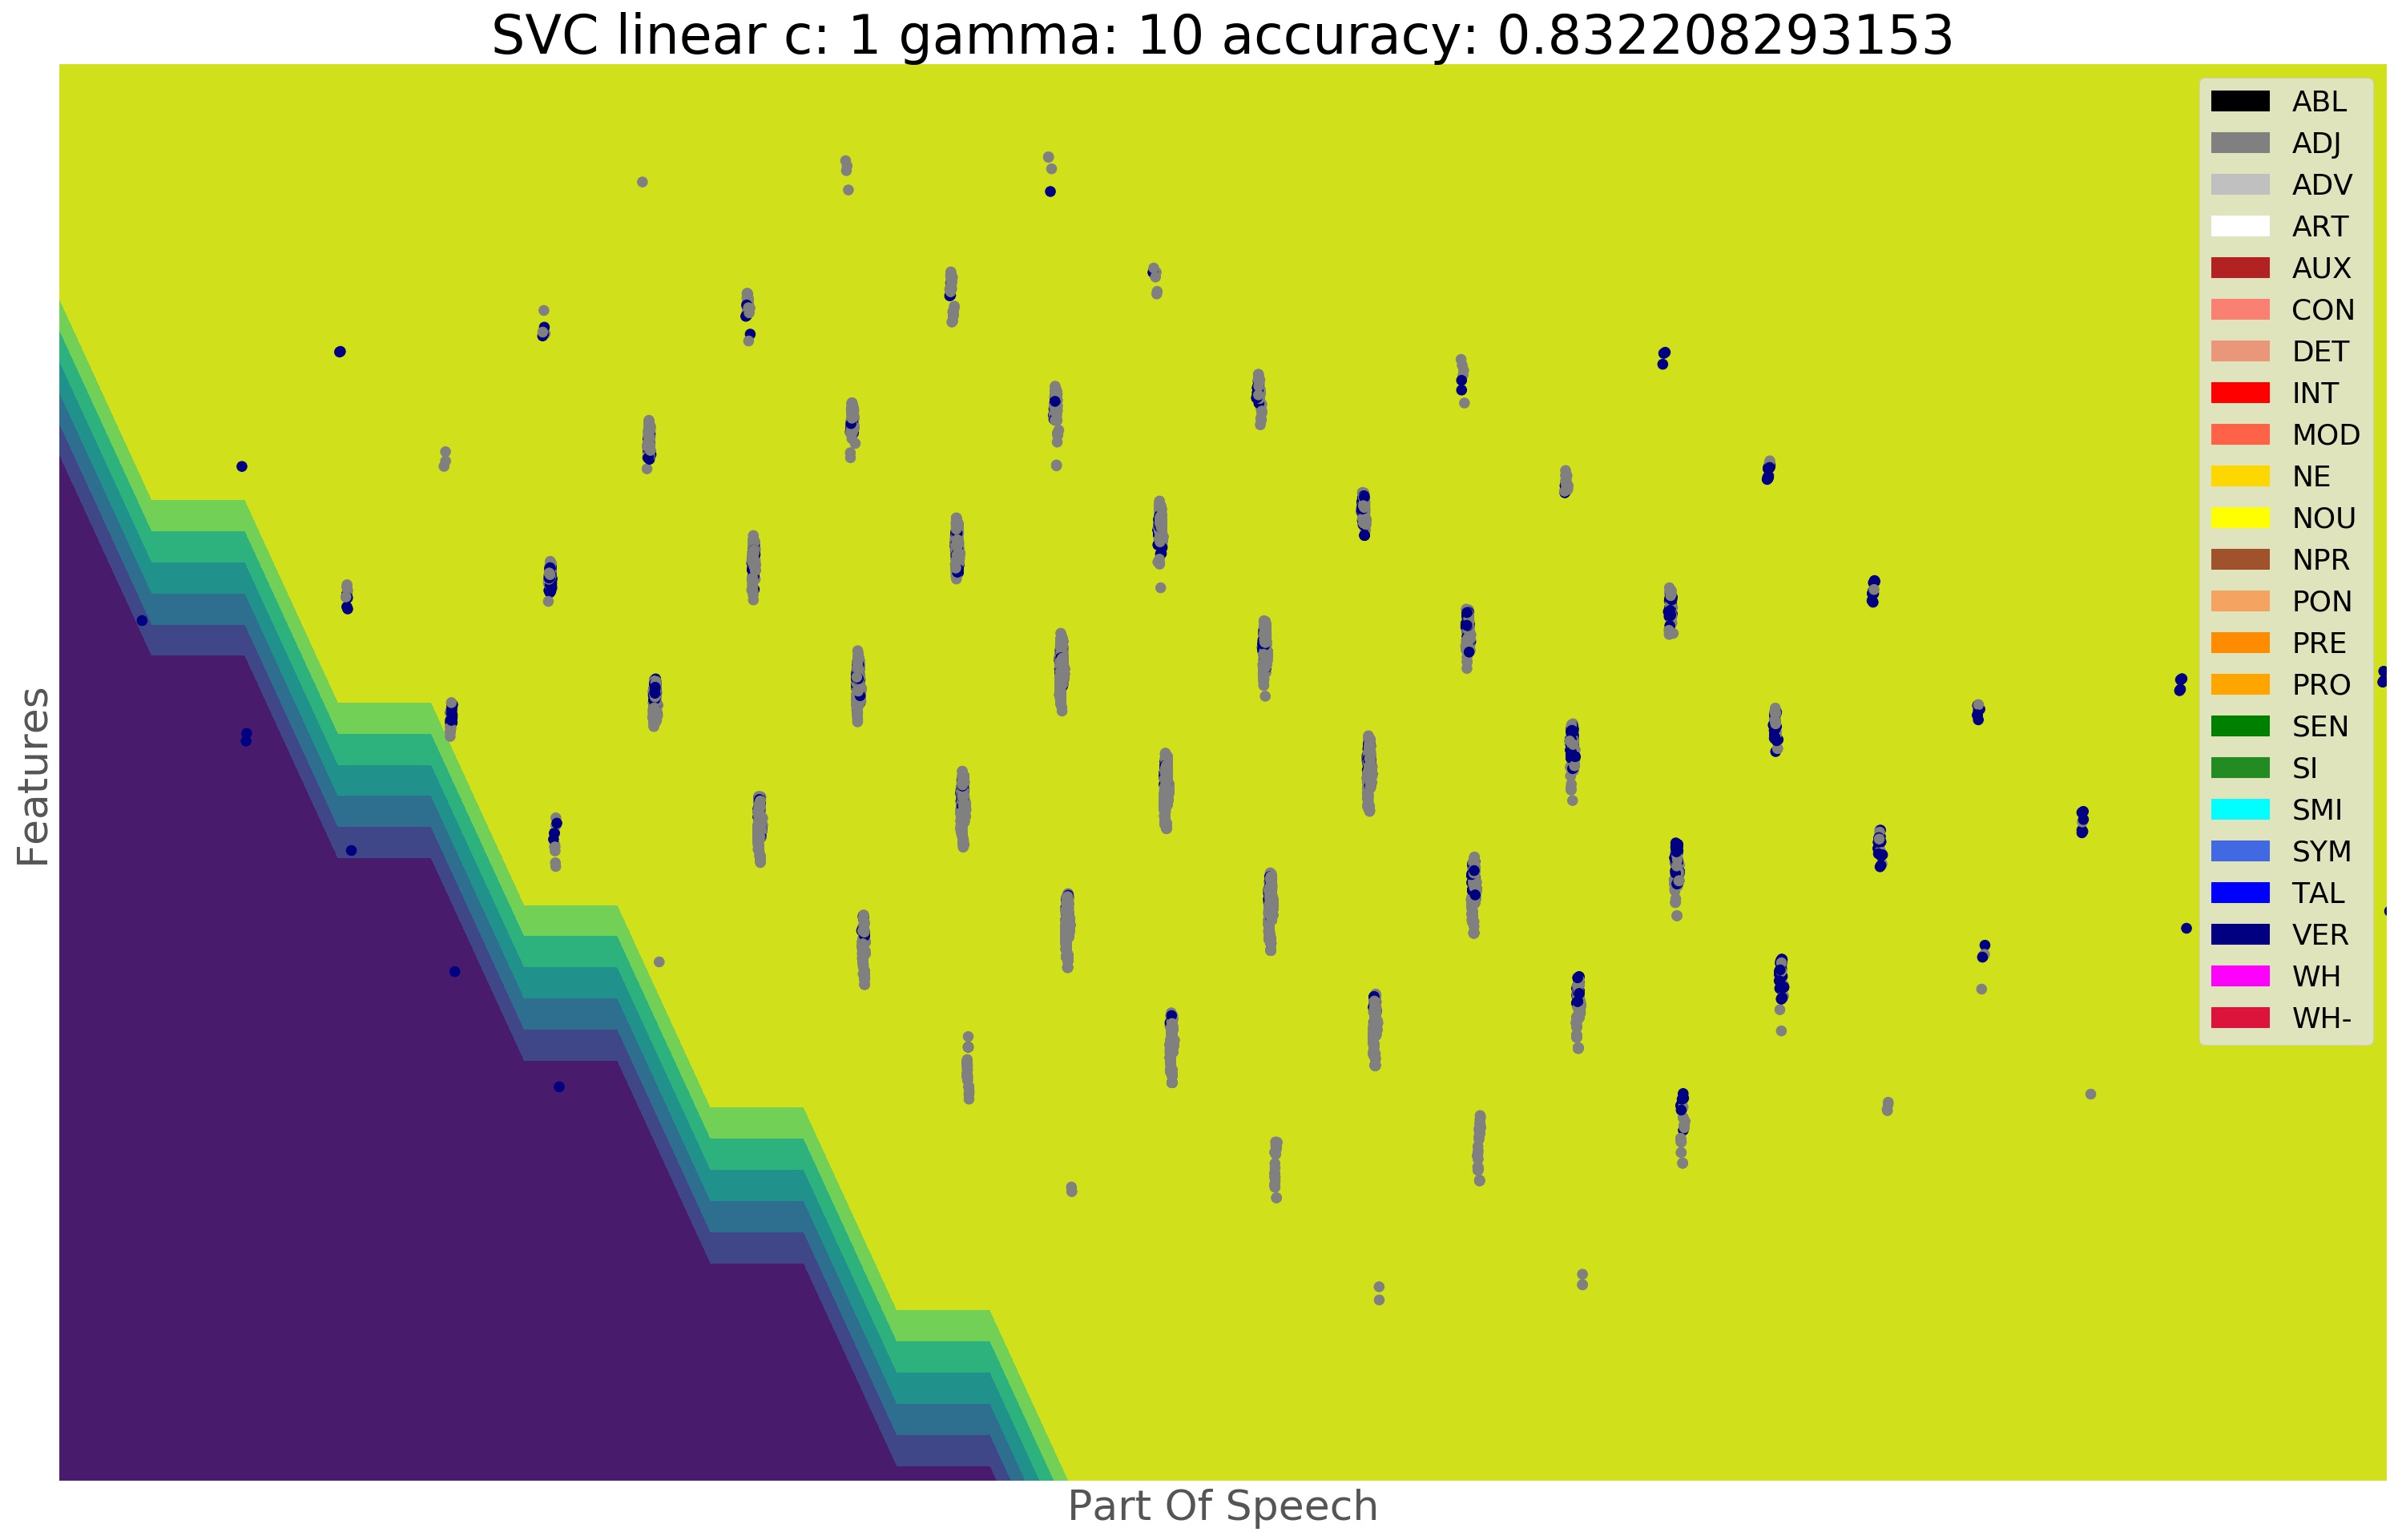 SVC linear c: 1 gamma: 10 accuracy: 0.832208293153
ABL
ADJ
ADV
ART
AUX
CON
DET
INT
MOD
NE
NOU
NPR
PON
PRE
PRO
SEN
SI
SMI
SYM
TAL
VER
WH
WH-
Features
Part Of Speech